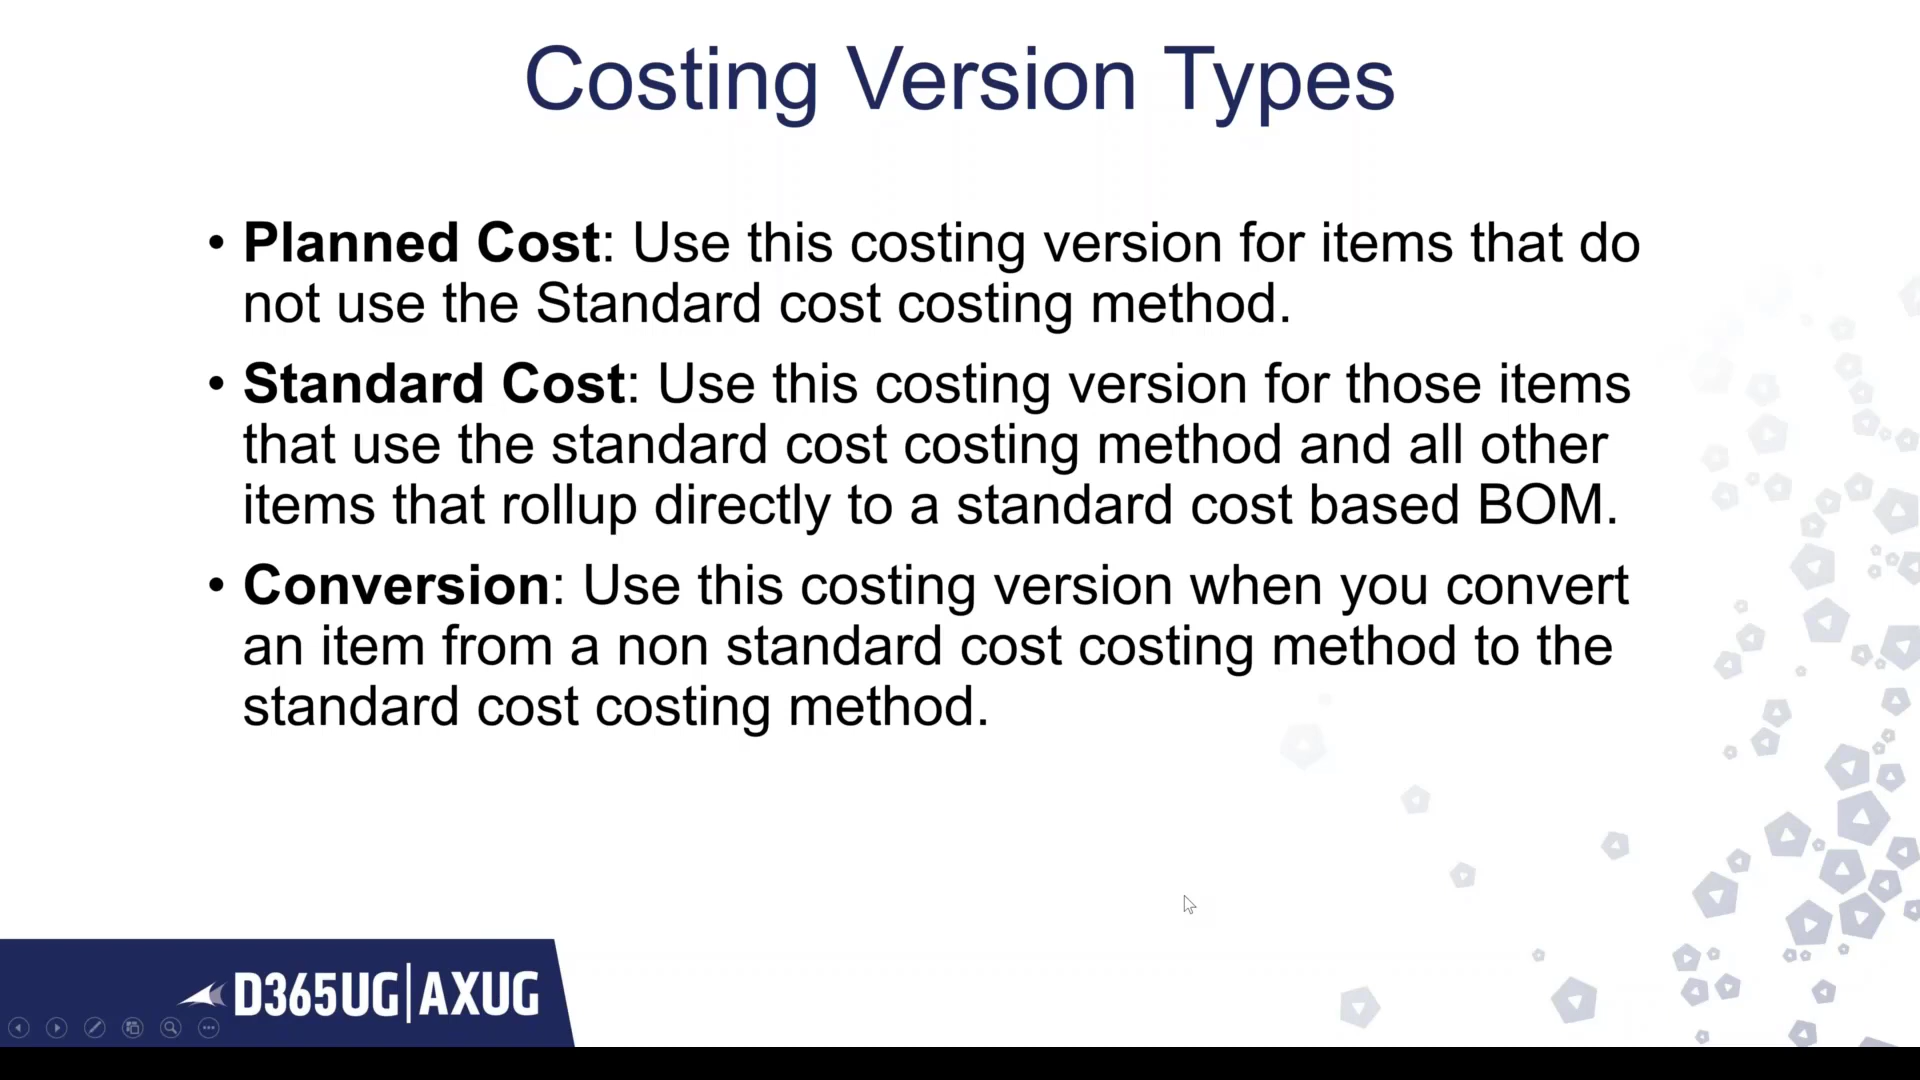 Costing Version Types
• Planned Cost: Use this costing version for items that do
not use the Standard cost costing method.
• Standard Cost: Use this costing version for those items
that use the standard cost costing method and all other
items that rollup directly to a standard cost based BOM.
• Conversion: Use this costing version when you convert
an item from a non standard cost costing method to the
standard cost costing method.
D365UG|AXUG